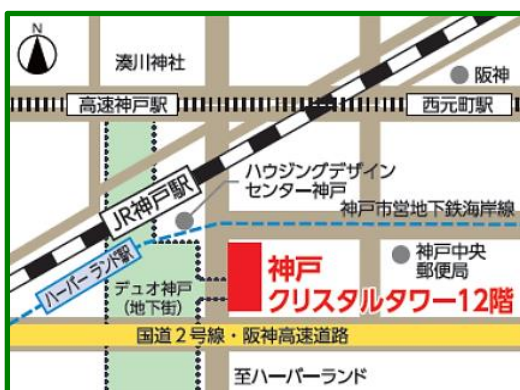 N
湊川神社
阪神
高速神戸駅
西元町駅
ハウジングデザイン
センター神戸
JR神戸駅
神戸市営地下鉄海岸線
ハーバーランド駅
神戸中央
郵便局
デュオ神戸
(地下街)
神戸
クリスタルタワー12階
国道2号線・阪神高速道路
至ハーバーランド